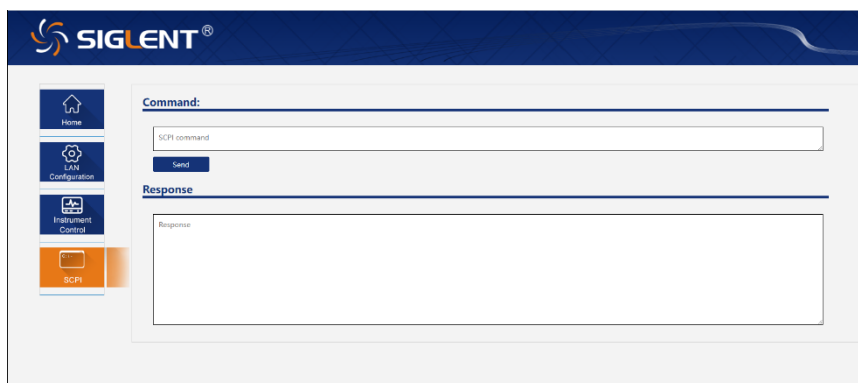 SIGLENT®
Home
LAN
Configuration
Instrument
Control
SCPI
Command:
SCPI command
Send
Response
Response